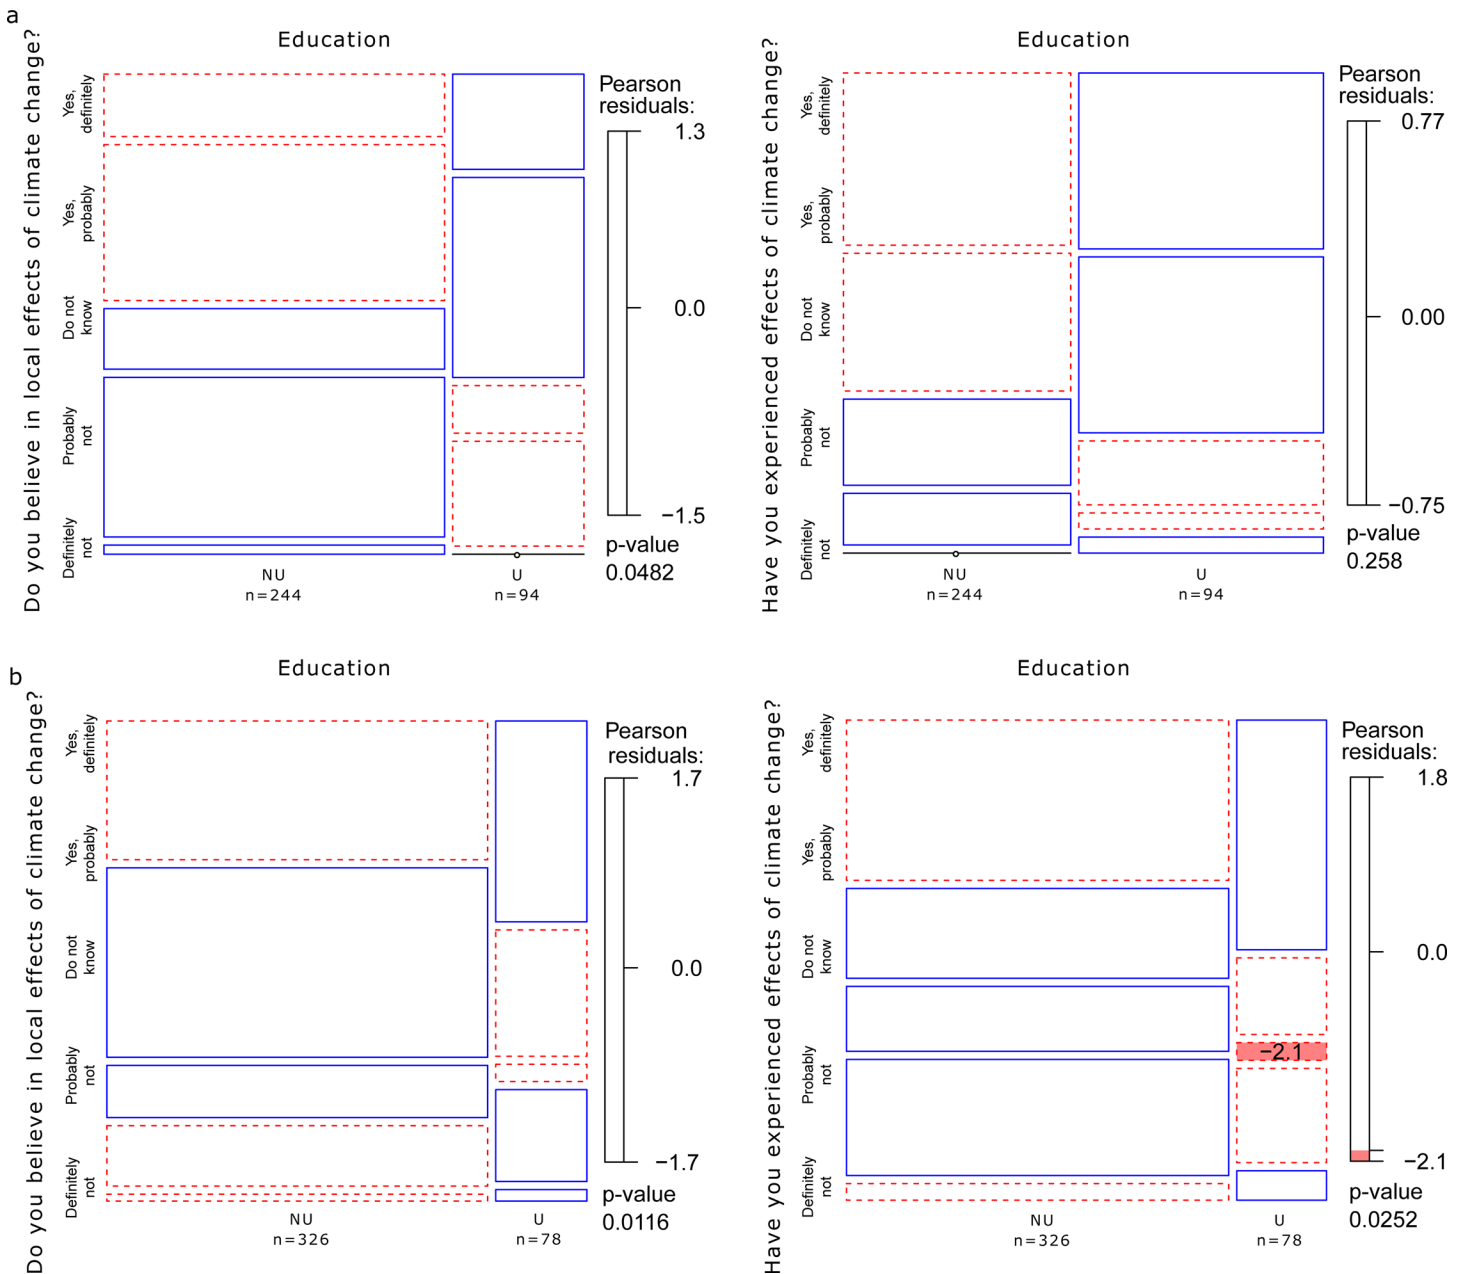 a
Education
Do you believe in local effects of climate change?
Yes,
definitely
Yes,
probably
Do not
know
Probably
not
Definitely
not
NU
n=244
U
n=94
Pearson
residuals:
1.3
0.0
−1.5
p-value
0.0482
Education
Have you experienced effects of climate change?
Yes,
definitely
Yes,
probably
Do not
know
Probably
not
Definitely
not
NU
n=244
U
n=94
Pearson
residuals:
0.77
0.00
−0.75
p-value
0.258
b
Education
Do you believe in local effects of climate change?
Yes,
definitely
Yes,
probably
Do not
know
Probably
not
Definitely
not
NU
n=326
U
n=78
Pearson
residuals:
1.7
0.0
−1.7
p-value
0.0116
Education
Have you experienced effects of climate change?
Yes,
definitely
Yes,
probably
Do not
know
Probably
not
Definitely
not
−2.1
NU
n=326
U
n=78
Pearson
residuals:
1.8
0.0
−2.1
p-value
0.0252